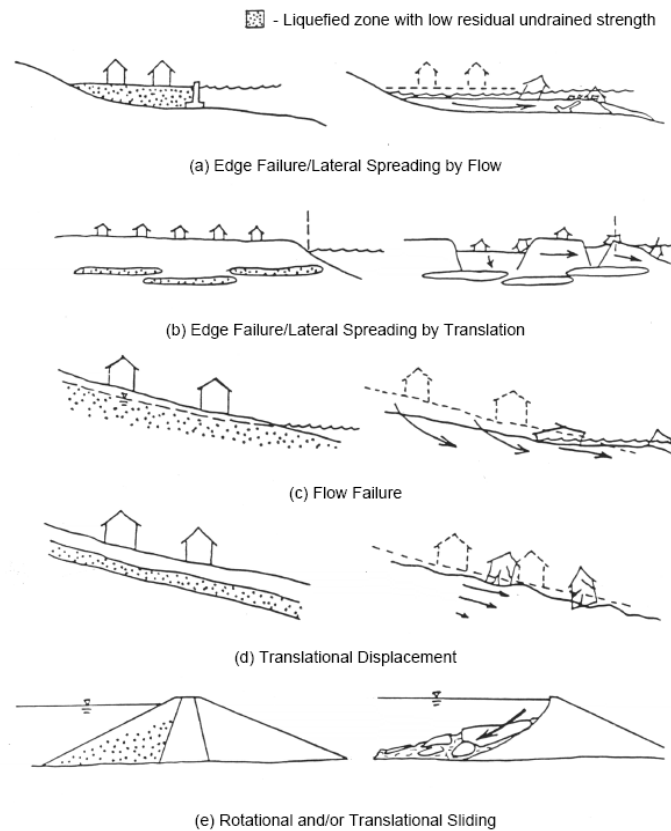 - Liquefied zone with low residual undrained strength
(a) Edge Failure/Lateral Spreading by Flow
(b) Edge Failure/Lateral Spreading by Translation
(c) Flow Failure
(d) Translational Displacement
(e) Rotational and/or Translational Sliding